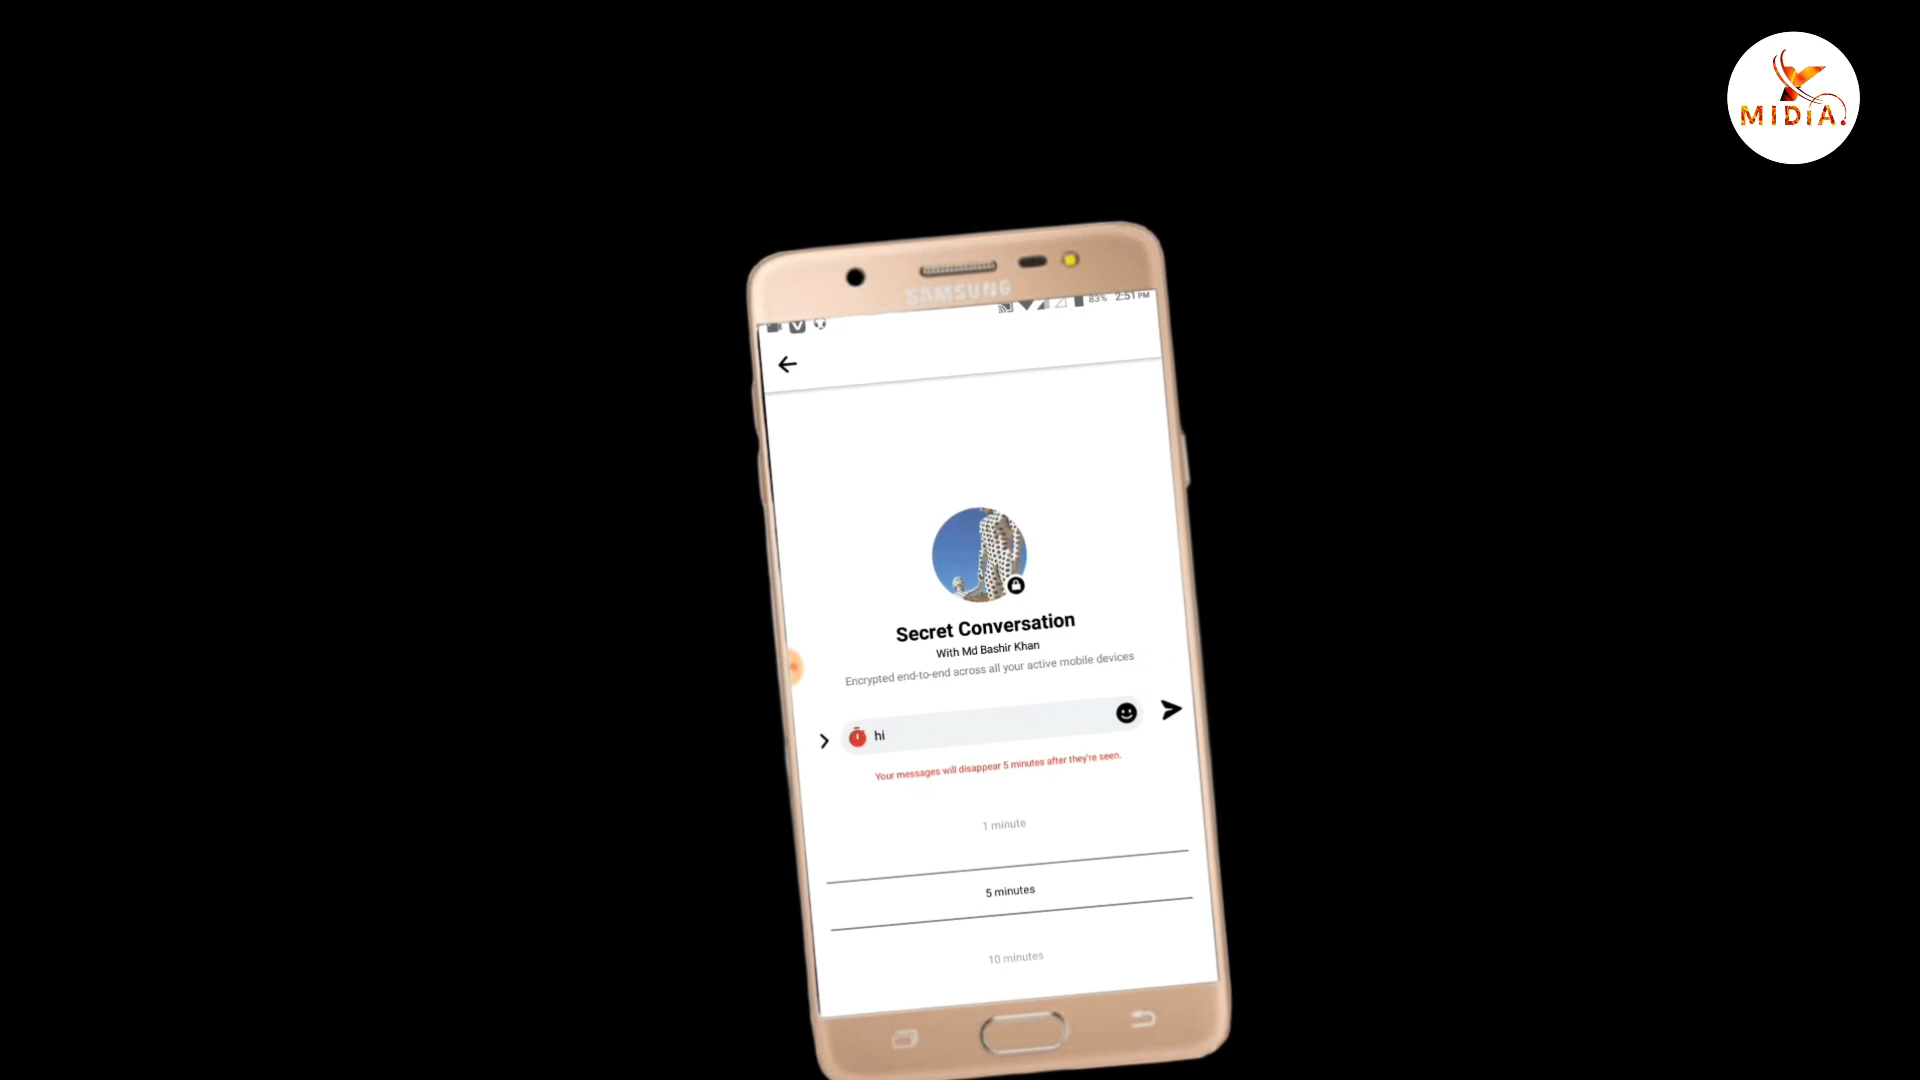 MIDiA.
SAMSUNG
83% 2:51 PM
Secret Conversation
With Md Bashir Khan
Encrypted end-to-end across all your active mobile devices
hi
Your messages will disappear 5 minutes after they're seen.
1 minute
5 minutes
10 minutes